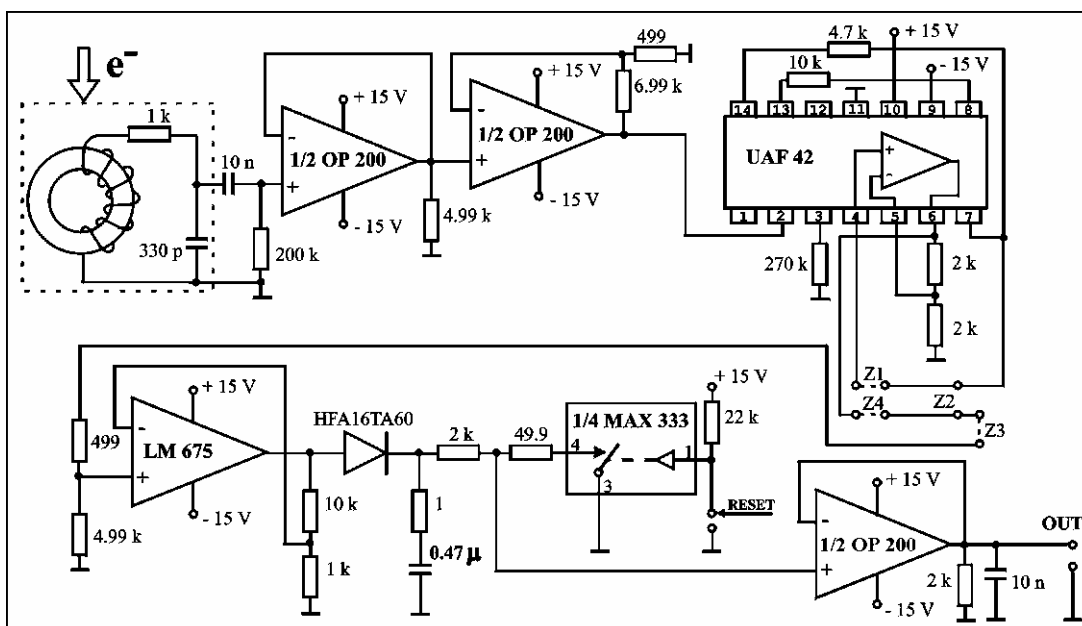 e⁻
1 k
10 n
330 p
200 k
+ 15 V
-
+
1/2 OP 200
- 15 V
4.99 k
+ 15 V
-
+
1/2 OP 200
- 15 V
499
6.99 k
4.7 k
+ 15 V
10 k
- 15 V
14 13 12 11 10 9 8
UAF 42
+
-
1 2 3 4 5 6 7
270 k
2 k
2 k
Z1
Z4
Z2
Z3
499
4.99 k
+ 15 V
-
+
LM 675
- 15 V
10 k
1 k
HFA16TA60
1
0.47 µ
2 k
49.9
1/4 MAX 333
4
3
1
+ 15 V
22 k
RESET
+ 15 V
-
+
1/2 OP 200
- 15 V
2 k
10 n
OUT